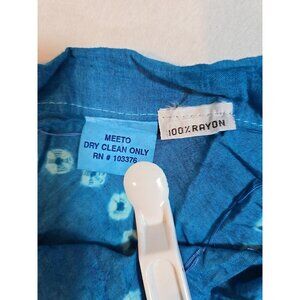 MEETO
DRY CLEAN ONLY
RN # 103376
100% RAYON